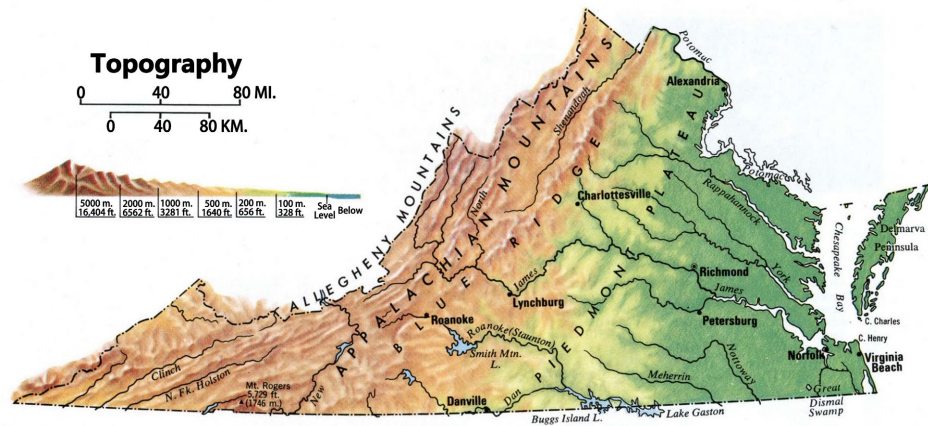 Topography
0 40 80 MI.
0 40 80 KM.
5000 m. 2000 m. 1000 m. 500 m. 200 m. 100 m. Sea Below
16,404 ft. 6562 ft. 3281 ft. 1640 ft. 656 ft. 328 ft. Level
ALLEGHENY MOUNTAINS
APPALACHIAN MOUNTAINS
BLUE RIDGE
PIEDMONT PLATEAU
Potomac
Alexandria
Shenandoah
Potomac
North
Charlottesville
Rappahannock
Chesapeake Bay
Delmarva
Peninsula
York
Richmond
James
James
Lynchburg
Petersburg
C. Charles
Roanoke
Roanoke (Staunton)
C. Henry
Smith Mtn.
L.
Norfolk
Virginia
Beach
Clinch
N. Fk. Holston
Mt. Rogers
5,729 ft.
(1746 m.)
New
Nottoway
Meherrin
Great
Dismal
Swamp
Danville
Dan
Buggs Island L.
Lake Gaston